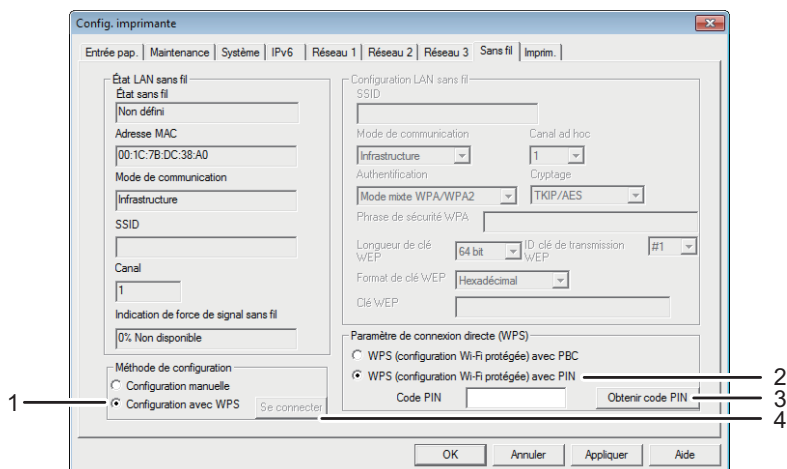 Config. imprimante
Entrée pap. Maintenance Système IPv6 Réseau 1 Réseau 2 Réseau 3 Sans fil Imprim.
État LAN sans fil
État sans fil
Non défini
Adresse MAC
00:1C:7B:DC:38:A0
Mode de communication
Infrastructure
SSID
Canal
1
Indication de force de signal sans fil
0% Non disponible
Méthode de configuration
Configuration manuelle
1 Configuration avec WPS Se connecter
Configuration LAN sans fil
SSID
Mode de communication Canal ad hoc
Infrastructure 1
Authentification Cryptage
Mode mixte WPA/WPA2 TKIP/AES
Phrase de sécurité WPA
Longueur de clé WEP 64 bit ID clé de transmission WEP #1
Format de clé WEP Hexadécimal
Clé WEP
Paramètre de connexion directe (WPS)
WPS (configuration Wi-Fi protégée) avec PBC
WPS (configuration Wi-Fi protégée) avec PIN 2
Code PIN Obtenir code PIN 3
4
OK Annuler Appliquer Aide